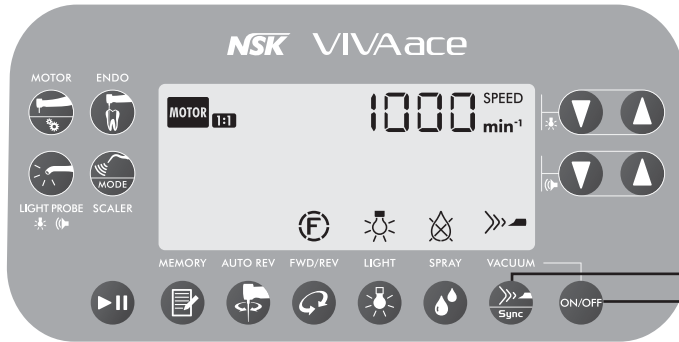 NSK VIVAace
MOTOR ENDO
MOTOR 1:1 1000 SPEED
min⁻¹
MODE
LIGHT PROBE SCALER
F
MEMORY AUTO REV FWD/REV LIGHT SPRAY VACUUM
Sync ON/OFF